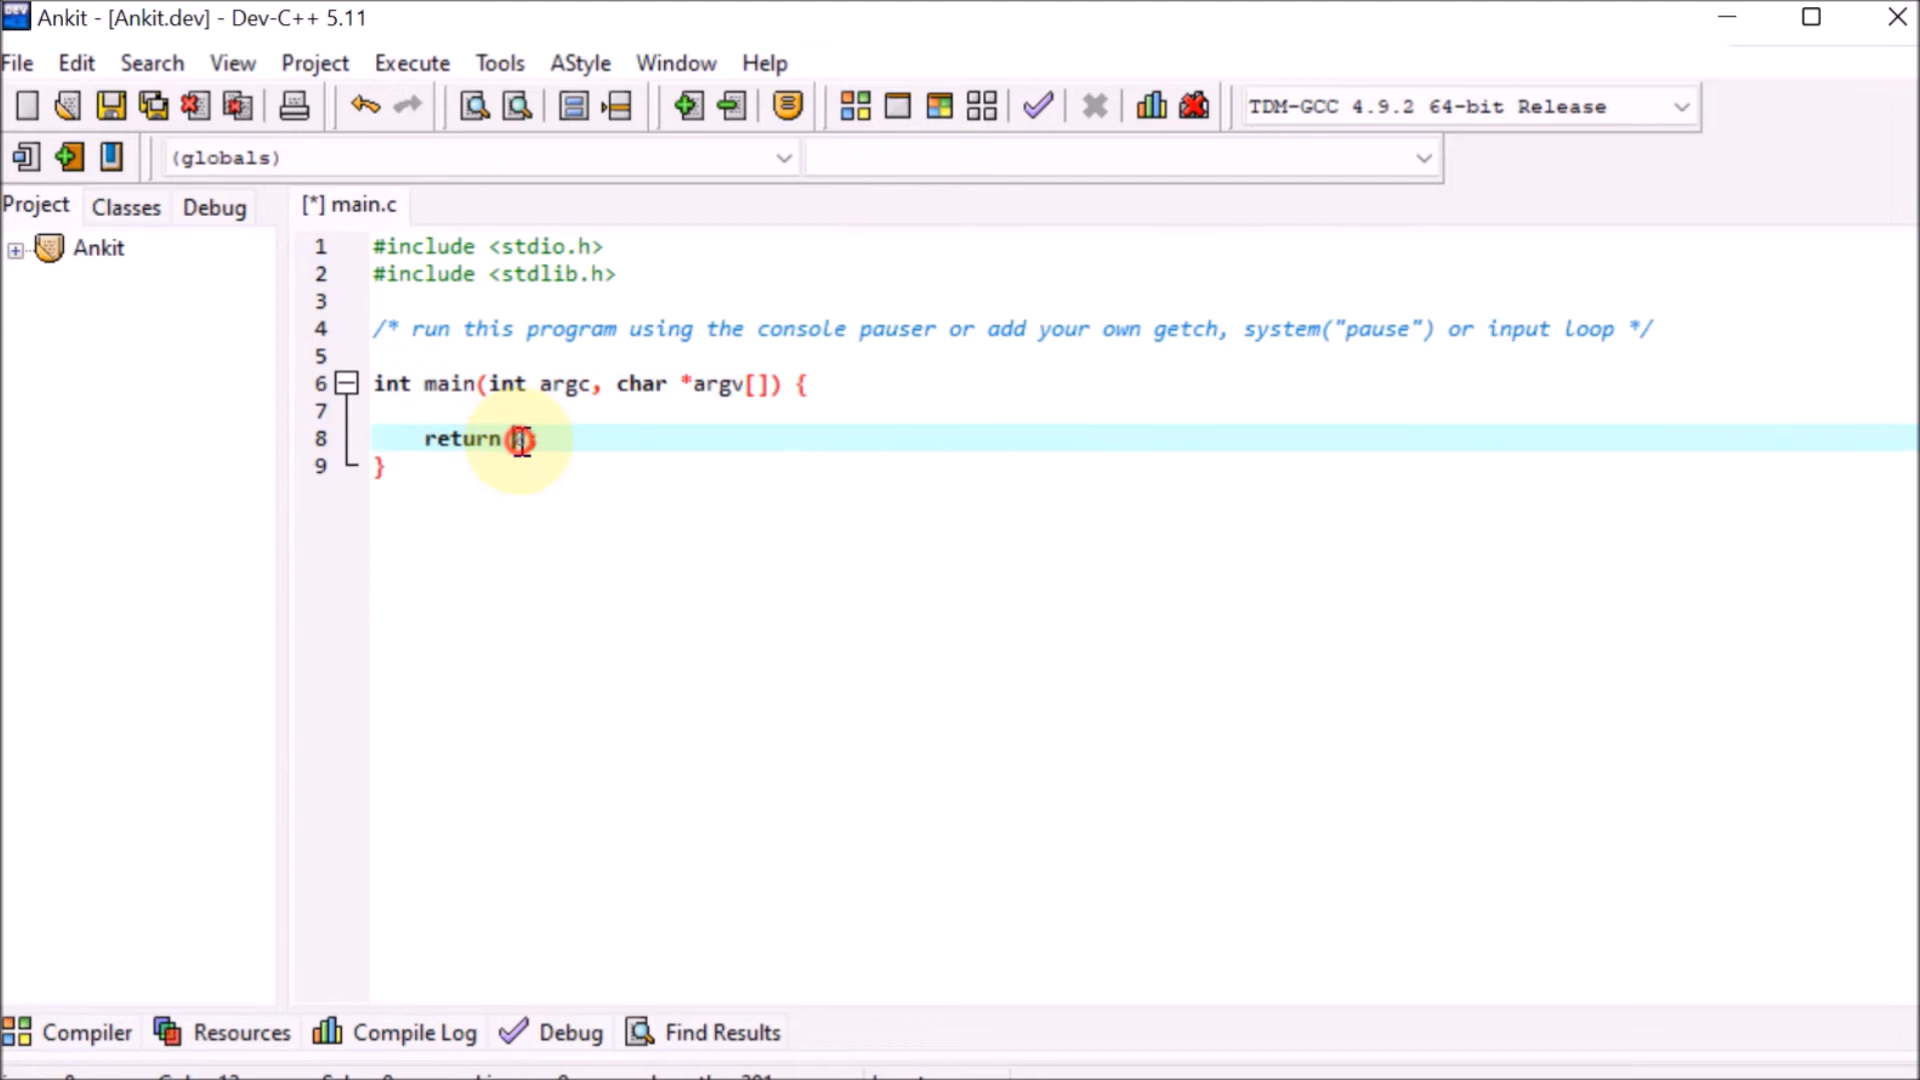 Ankit - [Ankit.dev] - Dev-C++ 5.11
File Edit Search View Project Execute Tools AStyle Window Help
TDM-GCC 4.9.2 64-bit Release
(globals)
Project Classes Debug
[*] main.c
Ankit
1 #include <stdio.h>
2 #include <stdlib.h>
3
4 /* run this program using the console pauser or add your own getch, system("pause") or input loop */
5
6 int main(int argc, char *argv[]) {
7
8 return
9 }
Compiler Resources Compile Log Debug Find Results